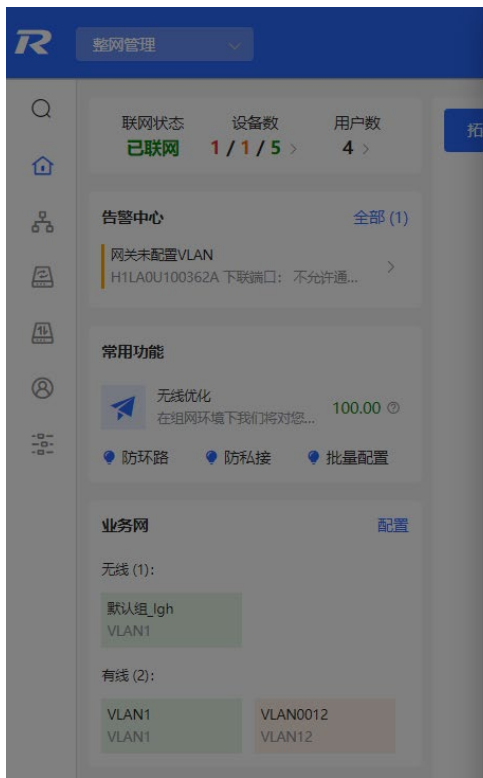 整网管理
联网状态 设备数 用户数
已联网 1 / 1 / 5 > 4 >
拓
告警中心 全部 (1)
网关未配置VLAN
H1LA0U100362A 下联端口： 不允许通...
常用功能
无线优化
在组网环境下我们将对您... 100.00
防环路 防私接 批量配置
业务网 配置
无线 (1)：
默认组_lgh
VLAN1
有线 (2)：
VLAN1 VLAN0012
VLAN1 VLAN12